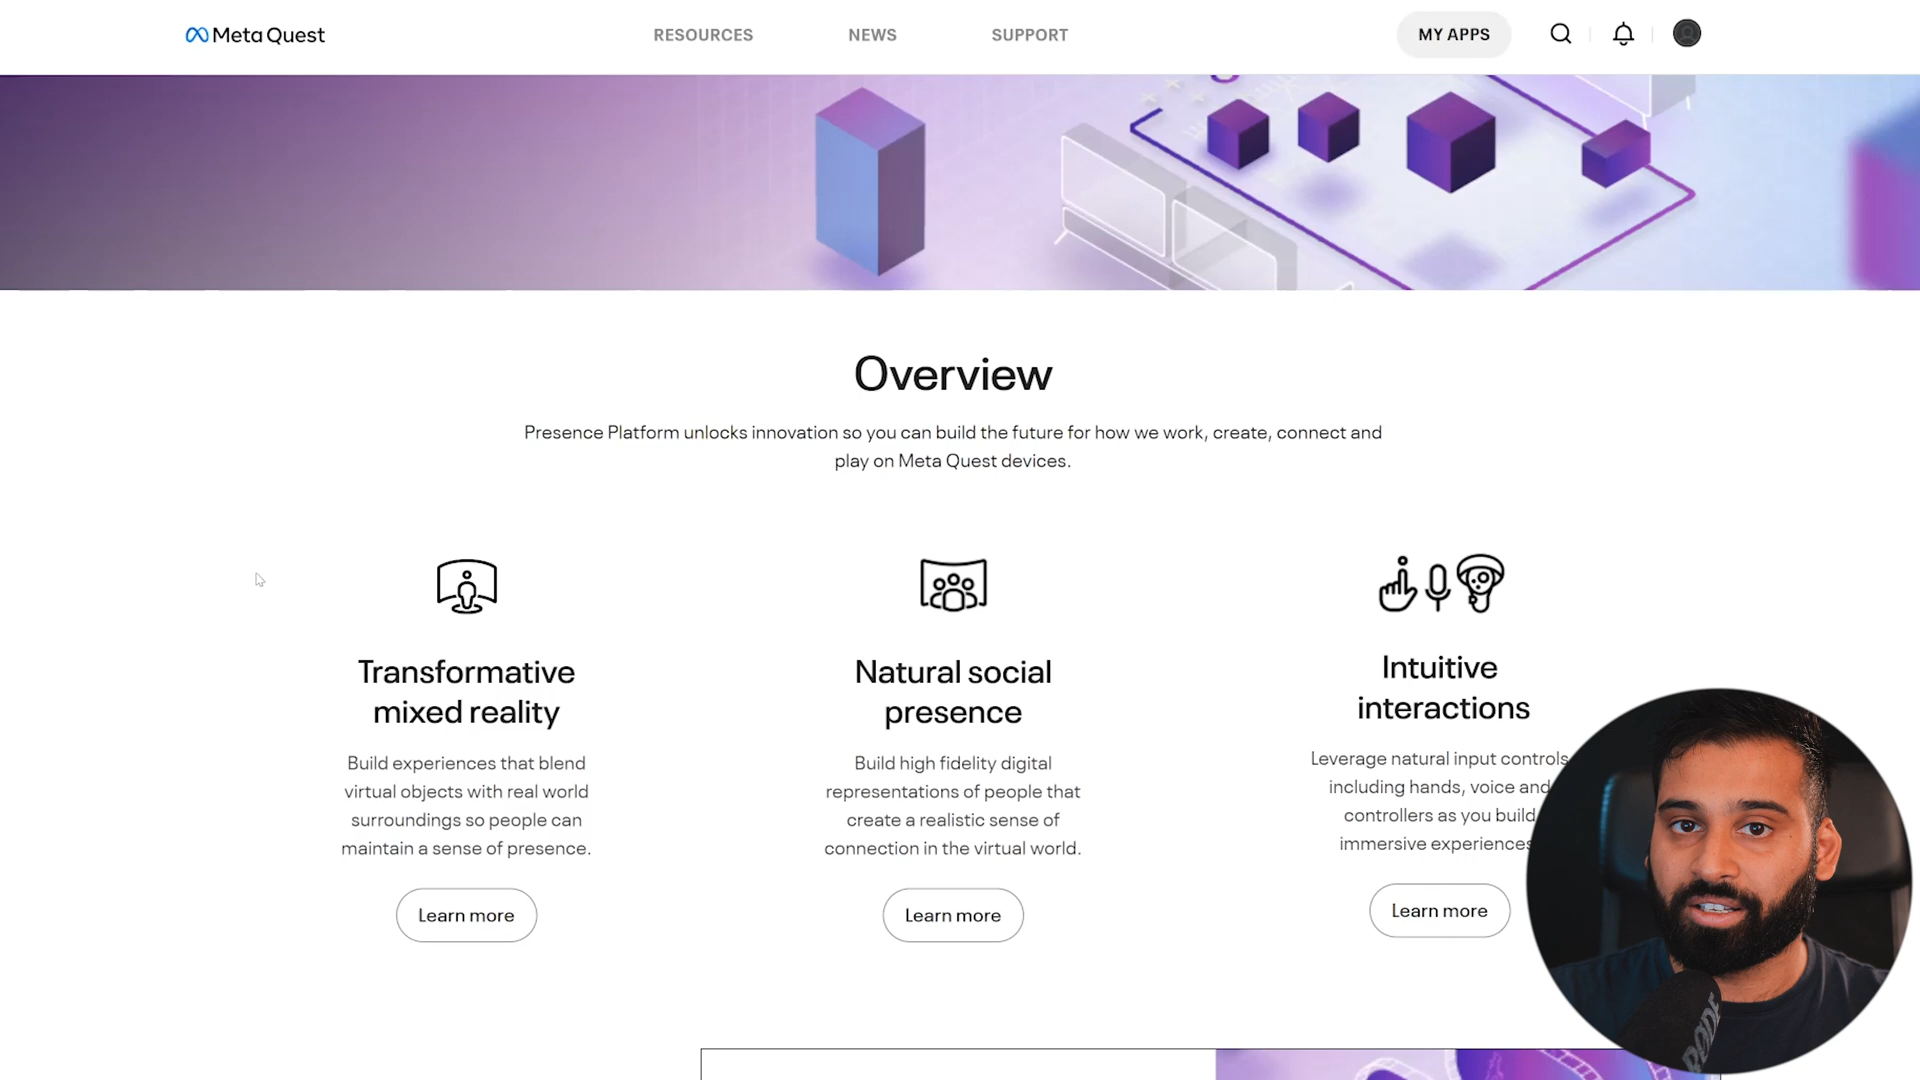 Meta Quest
RESOURCES
NEWS
SUPPORT
MY APPS
Overview
Presence Platform unlocks innovation so you can build the future for how we work, create, connect and
play on Meta Quest devices.
Transformative
mixed reality
Build experiences that blend
virtual objects with real world
surroundings so people can
maintain a sense of presence.
Learn more
Natural social
presence
Build high fidelity digital
representations of people that
create a realistic sense of
connection in the virtual world.
Learn more
Intuitive
interactions
Leverage natural input controls
including hands, voice and
controllers as you build
immersive experiences
Learn more
RODE